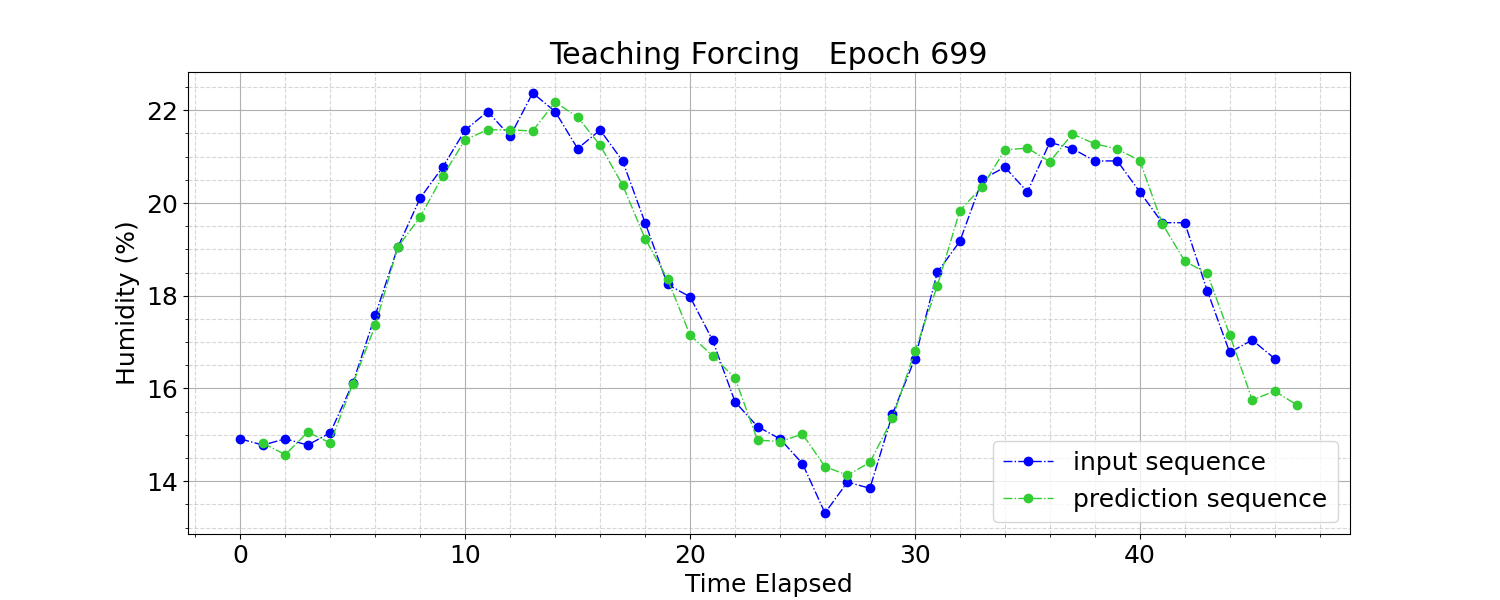 Teaching Forcing   Epoch 699
Humidity (%)
22
20
18
16
14
0 10 20 30 40
Time Elapsed
input sequence
prediction sequence